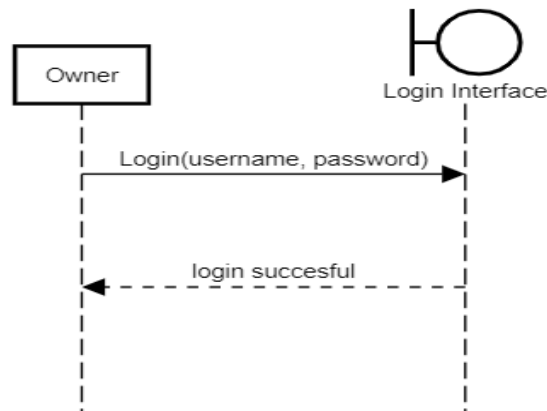 Owner
Login Interface
Login(username, password)
login succesful